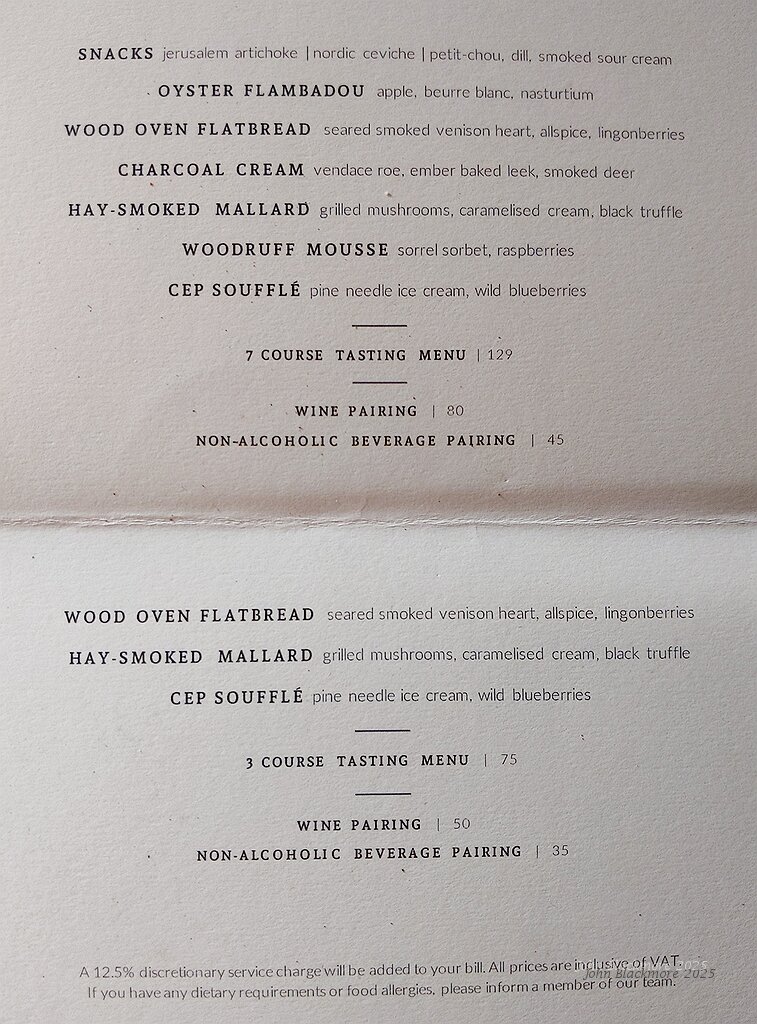 SNACKS jerusalem artichoke | nordic ceviche | petit-chou, dill, smoked sour cream
OYSTER FLAMBADOU apple, beurre blanc, nasturtium
WOOD OVEN FLATBREAD seared smoked venison heart, allspice, lingonberries
CHARCOAL CREAM vendace roe, ember baked leek, smoked deer
HAY-SMOKED MALLARD grilled mushrooms, caramelised cream, black truffle
WOODRUFF MOUSSE sorrel sorbet, raspberries
CEP SOUFFLÉ pine needle ice cream, wild blueberries
7 COURSE TASTING MENU | 129
WINE PAIRING | 80
NON-ALCOHOLIC BEVERAGE PAIRING | 45
WOOD OVEN FLATBREAD seared smoked venison heart, allspice, lingonberries
HAY-SMOKED MALLARD grilled mushrooms, caramelised cream, black truffle
CEP SOUFFLÉ pine needle ice cream, wild blueberries
3 COURSE TASTING MENU | 75
WINE PAIRING | 50
NON-ALCOHOLIC BEVERAGE PAIRING | 35
A 12.5% discretionary service charge will be added to your bill. All prices are inclusive of VAT.
John Blackmore 2025
If you have any dietary requirements or food allergies, please inform a member of our team.